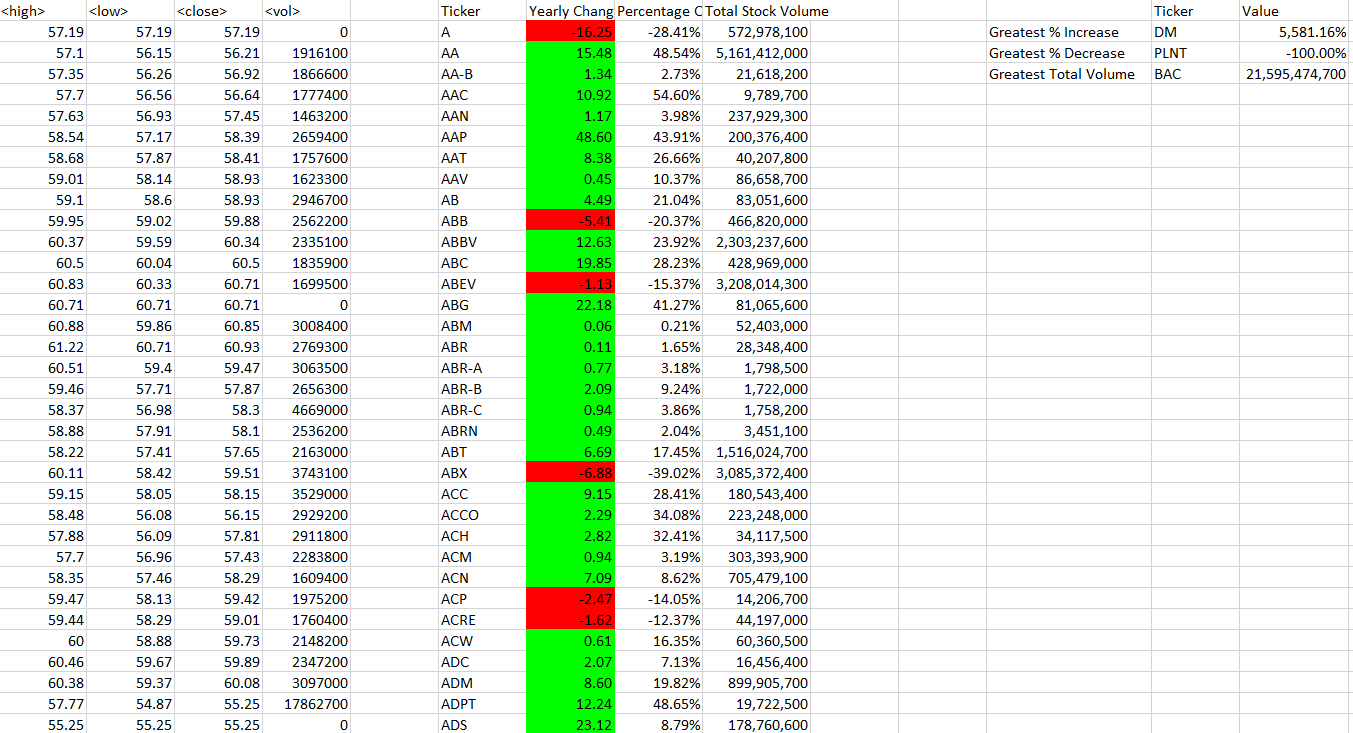 <high> <low> <close> <vol> Ticker Yearly Chang Percentage C Total Stock Volume Ticker Value
57.19 57.19 57.19 0 A -16.25 -28.41% 572,978,100 Greatest % Increase DM 5,581.16%
57.1 56.15 56.21 1916100 AA 15.48 48.54% 5,161,412,000 Greatest % Decrease PLNT -100.00%
57.35 56.26 56.92 1866600 AA-B 1.34 2.73% 21,618,200 Greatest Total Volume BAC 21,595,474,700
57.7 56.56 56.64 1777400 AAC 10.92 54.60% 9,789,700
57.63 56.93 57.45 1463200 AAN 1.17 3.98% 237,929,300
58.54 57.17 58.39 2659400 AAP 48.60 43.91% 200,376,400
58.68 57.87 58.41 1757600 AAT 8.38 26.66% 40,207,800
59.01 58.14 58.93 1623300 AAV 0.45 10.37% 86,658,700
59.1 58.6 58.93 2946700 AB 4.49 21.04% 83,051,600
59.95 59.02 59.88 2562200 ABB -5.41 -20.37% 466,820,000
60.37 59.59 60.34 2335100 ABBV 12.63 23.92% 2,303,237,600
60.5 60.04 60.5 1835900 ABC 19.85 28.23% 428,969,000
60.83 60.33 60.71 1699500 ABEV -1.13 -15.37% 3,208,014,300
60.71 60.71 60.71 0 ABG 22.18 41.27% 81,065,600
60.88 59.86 60.85 3008400 ABM 0.06 0.21% 52,403,000
61.22 60.71 60.93 2769300 ABR 0.11 1.65% 28,348,400
60.51 59.4 59.47 3063500 ABR-A 0.77 3.18% 1,798,500
59.46 57.71 57.87 2656300 ABR-B 2.09 9.24% 1,722,000
58.37 56.98 58.3 4669000 ABR-C 0.94 3.86% 1,758,200
58.88 57.91 58.1 2536200 ABRN 0.49 2.04% 3,451,100
58.22 57.41 57.65 2163000 ABT 6.69 17.45% 1,516,024,700
60.11 58.42 59.51 3743100 ABX -6.88 -39.02% 3,085,372,400
59.15 58.05 58.15 3529000 ACC 9.15 28.41% 180,543,400
58.48 56.08 56.15 2929200 ACCO 2.29 34.08% 223,248,000
57.88 56.09 57.81 2911800 ACH 2.82 32.41% 34,117,500
57.7 56.96 57.43 2283800 ACM 0.94 3.19% 303,393,900
58.35 57.46 58.29 1609400 ACN 7.09 8.62% 705,479,100
59.47 58.13 59.42 1975200 ACP -2.47 -14.05% 14,206,700
59.44 58.29 59.01 1760400 ACRE -1.62 -12.37% 44,197,000
60 58.88 59.73 2148200 ACW 0.61 16.35% 60,360,500
60.46 59.67 59.89 2347200 ADC 2.07 7.13% 16,456,400
60.38 59.37 60.08 3097000 ADM 8.60 19.82% 899,905,700
57.77 54.87 55.25 17862700 ADPT 12.24 48.65% 19,722,500
55.25 55.25 55.25 0 ADS 23.12 8.79% 178,760,600